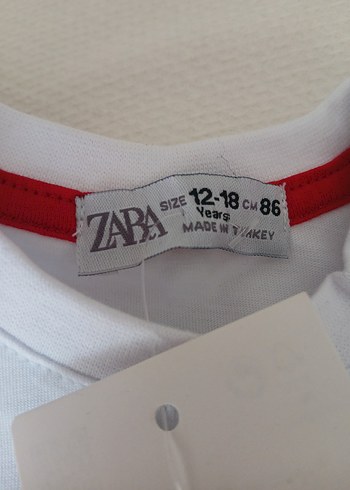 ZARA SIZE 12-18 CM 86
Years
MADE IN TURKEY